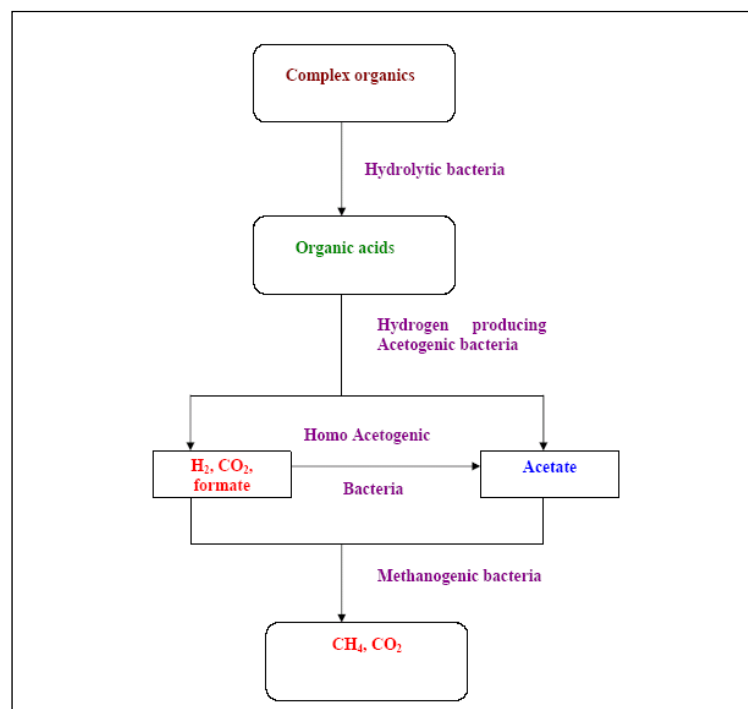 Complex organics
Hydrolytic bacteria
Organic acids
Hydrogen producing
Acetogenic bacteria
Homo Acetogenic
H₂, CO₂,
formate
Acetate
Bacteria
Methanogenic bacteria
CH₄, CO₂